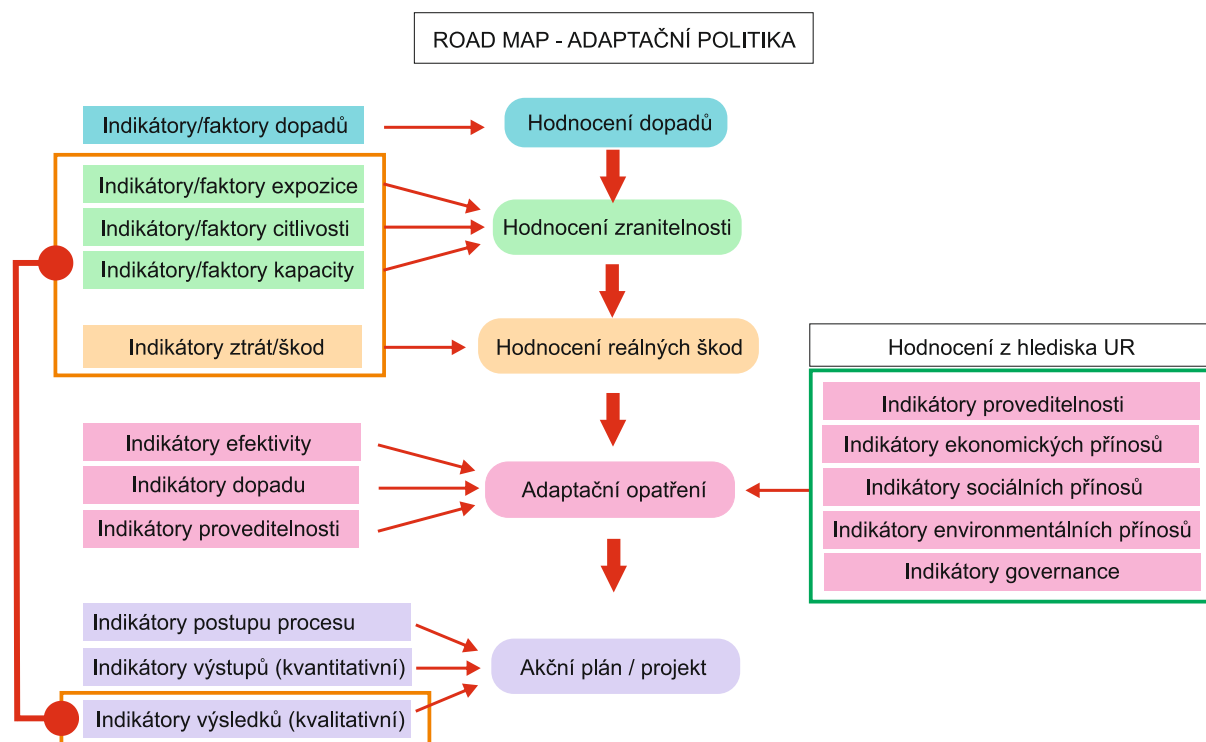 ROAD MAP - ADAPTAČNÍ POLITIKA
Indikátory/faktory dopadů
Hodnocení dopadů
Indikátory/faktory expozice
Indikátory/faktory citlivosti
Indikátory/faktory kapacity
Hodnocení zranitelnosti
Indikátory ztrát/škod
Hodnocení reálných škod
Hodnocení z hlediska UR
Indikátory proveditelnosti
Indikátory ekonomických přínosů
Indikátory sociálních přínosů
Indikátory environmentálních přínosů
Indikátory governance
Indikátory efektivity
Indikátory dopadu
Indikátory proveditelnosti
Adaptační opatření
Indikátory postupu procesu
Indikátory výstupů (kvantitativní)
Indikátory výsledků (kvalitativní)
Akční plán / projekt